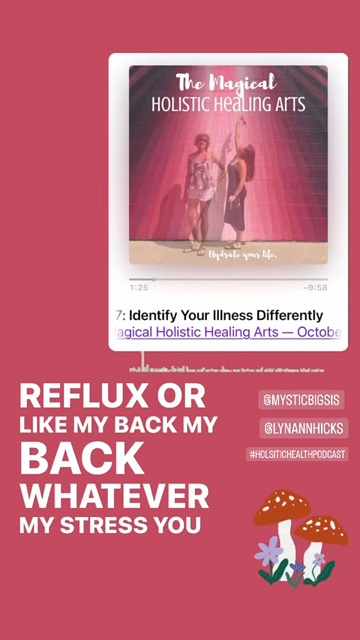 The Magical
HOLISTIC HEALING ARTS
Hydrate your life.
1:25
-9:58
7: Identify Your Illness Differently
agical Holistic Healing Arts — Octobe
REFLUX OR
LIKE MY BACK MY
BACK
WHATEVER
MY STRESS YOU
@MYSTICBIGSIS
@LYNANNHICKS
#HOLSITICHEALTHPODCAST